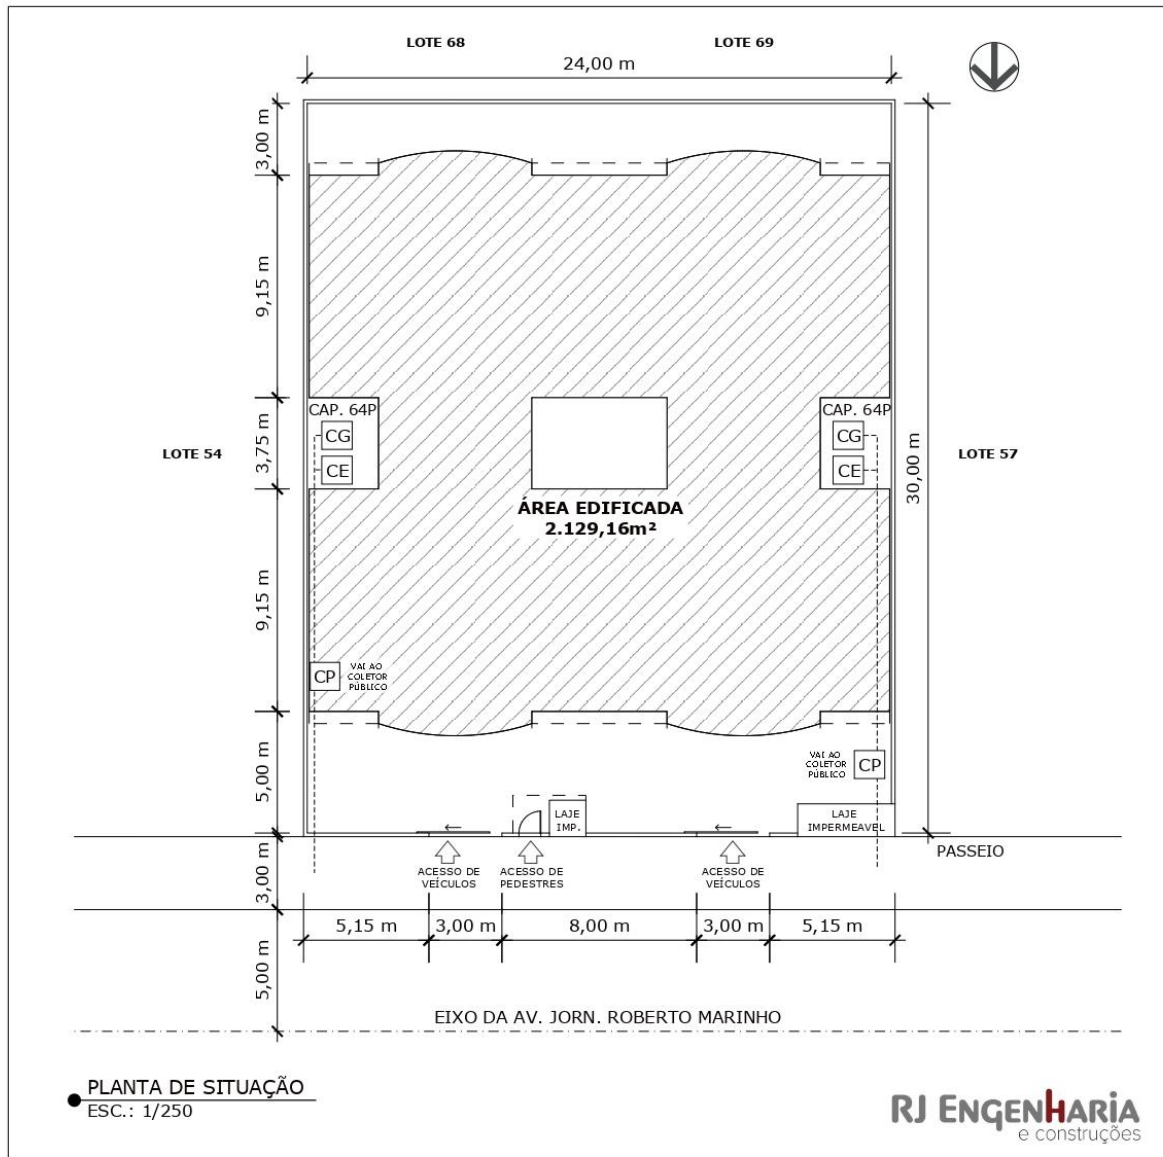 LOTE 68
LOTE 69
24,00 m
3,00 m
9,15 m
3,75 m
9,15 m
5,00 m
3,00 m
5,00 m
30,00 m
CAP. 64P
CG
CE
CAP. 64P
CG
CE
LOTE 54
LOTE 57
ÁREA EDIFICADA
2.129,16m²
CP
VAI AO
COLETOR
PÚBLICO
VAI AO
COLETOR
PÚBLICO
CP
LAJE
IMP.
LAJE
IMPERMEAVEL
PASSEIO
ACESSO DE
VEÍCULOS
ACESSO DE
PEDESTRES
ACESSO DE
VEÍCULOS
5,15 m
3,00 m
8,00 m
3,00 m
5,15 m
EIXO DA AV. JORN. ROBERTO MARINHO
PLANTA DE SITUAÇÃO
ESC.: 1/250
RJ ENGENHARIA
e construções